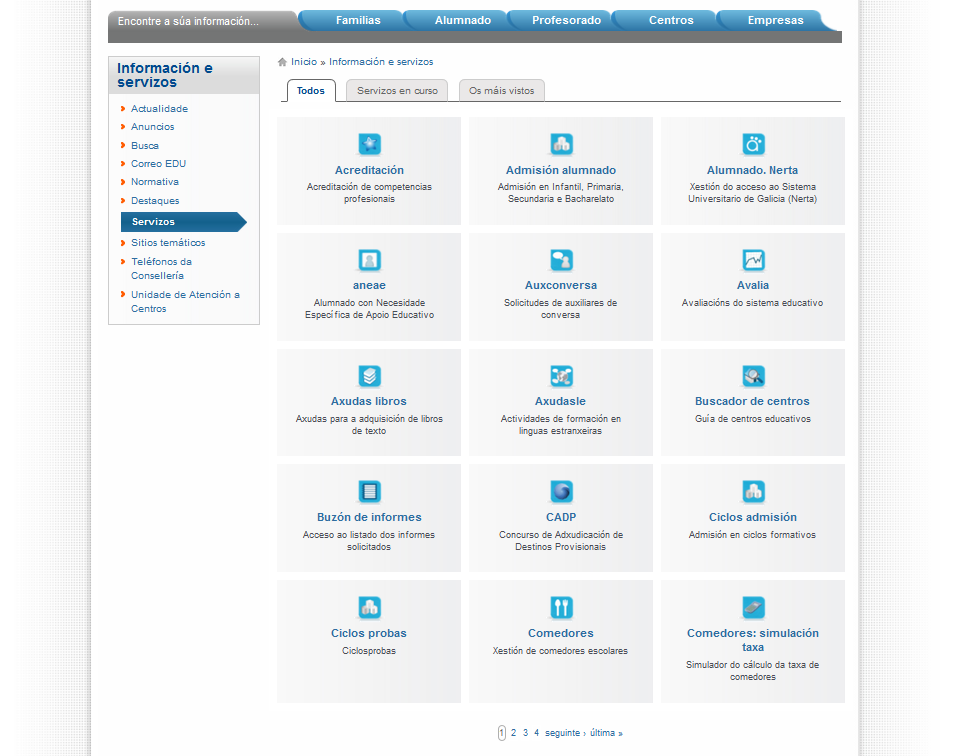 Encontre a súa información...
Familias
Alumnado
Profesorado
Centros
Empresas
Información e
servizos
Actualidade
Anuncios
Busca
Correo EDU
Normativa
Destaques
Servizos
Sitios temáticos
Teléfonos da
Consellería
Unidade de Atención a
Centros
Inicio » Información e servizos
Todos
Servizos en curso
Os máis vistos
Acreditación
Acreditación de competencias
profesionais
Admisión alumnado
Admisión en Infantil, Primaria,
Secundaria e Bacharelato
Alumnado. Nerta
Xestión do acceso ao Sistema
Universitario de Galicia (Nerta)
aneae
Alumnado con Necesidade
Específica de Apoio Educativo
Auxconversa
Solicitudes de auxiliares de
conversa
Avalia
Avaliacións do sistema educativo
Axudas libros
Axudas para a adquisición de libros
de texto
Axudasle
Actividades de formación en
linguas estranxeiras
Buscador de centros
Guía de centros educativos
Buzón de informes
Acceso ao listado dos informes
solicitados
CADP
Concurso de Adxudicación de
Destinos Provisionais
Ciclos admisión
Admisión en ciclos formativos
Ciclos probas
Ciclosprobas
Comedores
Xestión de comedores escolares
Comedores: simulación
taxa
Simulador do cálculo da taxa de
comedores
1 2 3 4 seguinte › última »